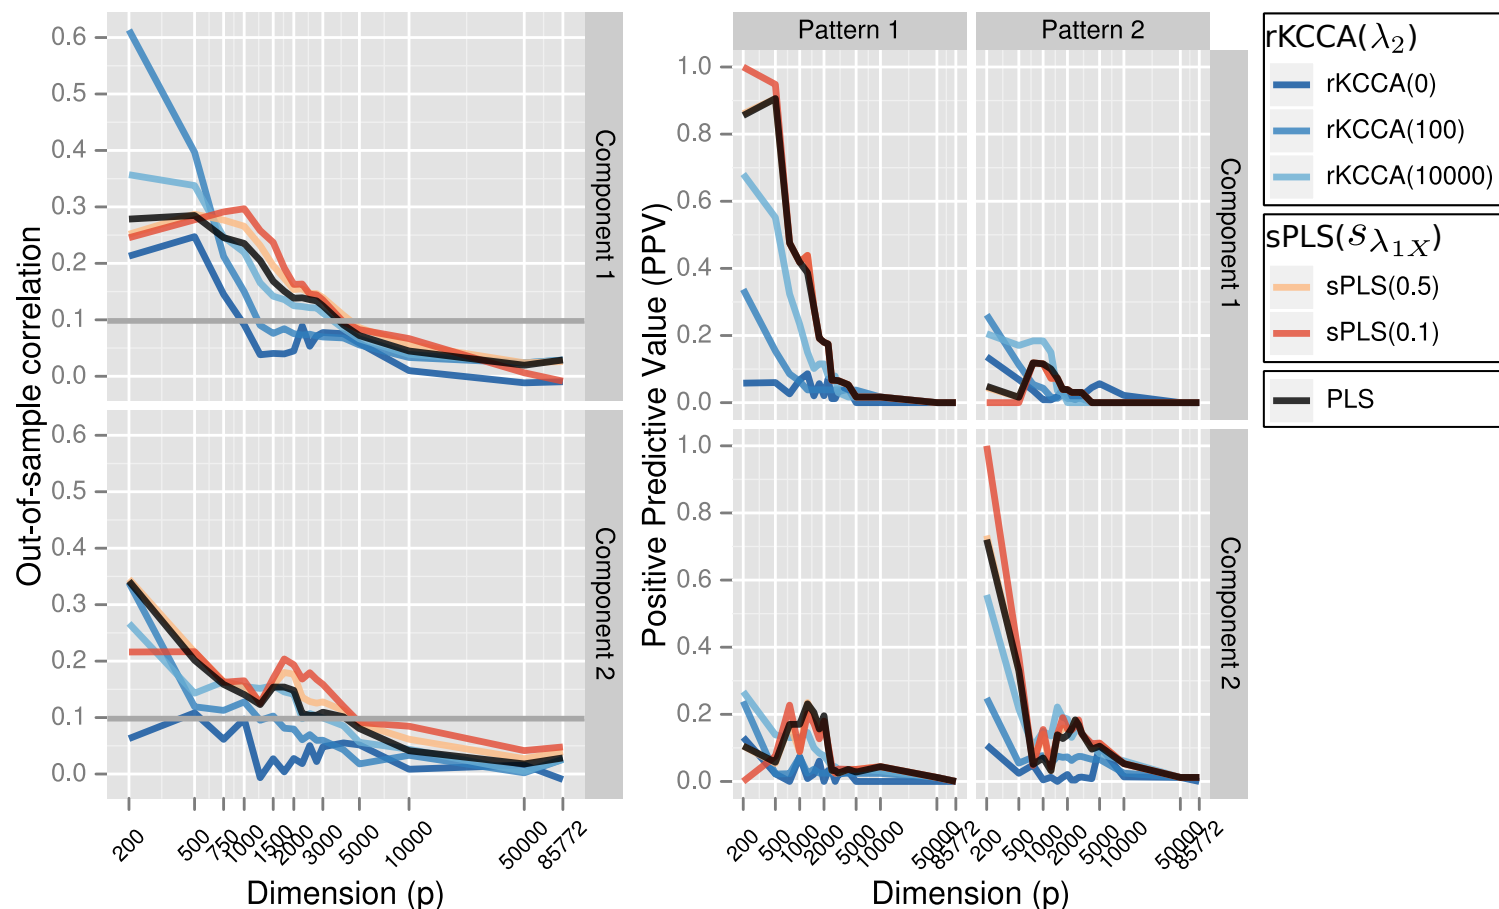 Out-of-sample correlation
0.6
0.5
0.4
0.3
0.2
0.1
0.0
Component 1
0.6
0.5
0.4
0.3
0.2
0.1
0.0
Component 2
200
500
750
1000
1500
2000
3000
5000
10000
50000
85772
Dimension (p)
Positive Predictive Value (PPV)
Pattern 1
Pattern 2
1.0
0.8
0.6
0.4
0.2
0.0
Component 1
1.0
0.8
0.6
0.4
0.2
0.0
Component 2
200
500
1000
2000
5000
10000
50000
85772
200
500
1000
2000
5000
10000
50000
85772
Dimension (p)
rKCCA(λ₂)
rKCCA(0)
rKCCA(100)
rKCCA(10000)
sPLS(s_λ₁X)
sPLS(0.5)
sPLS(0.1)
PLS